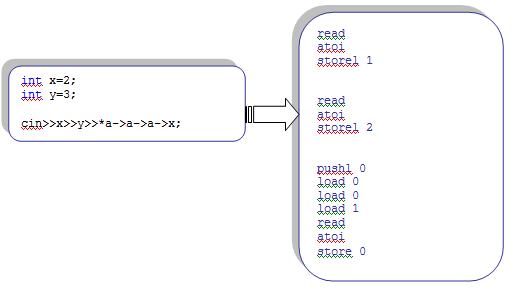 int x=2;
int y=3;
cin>>x>>y>>*a->a->a->x;
read
atoi
storel 1
read
atoi
storel 2
pushl 0
load 0
load 0
load 1
read
atoi
store 0